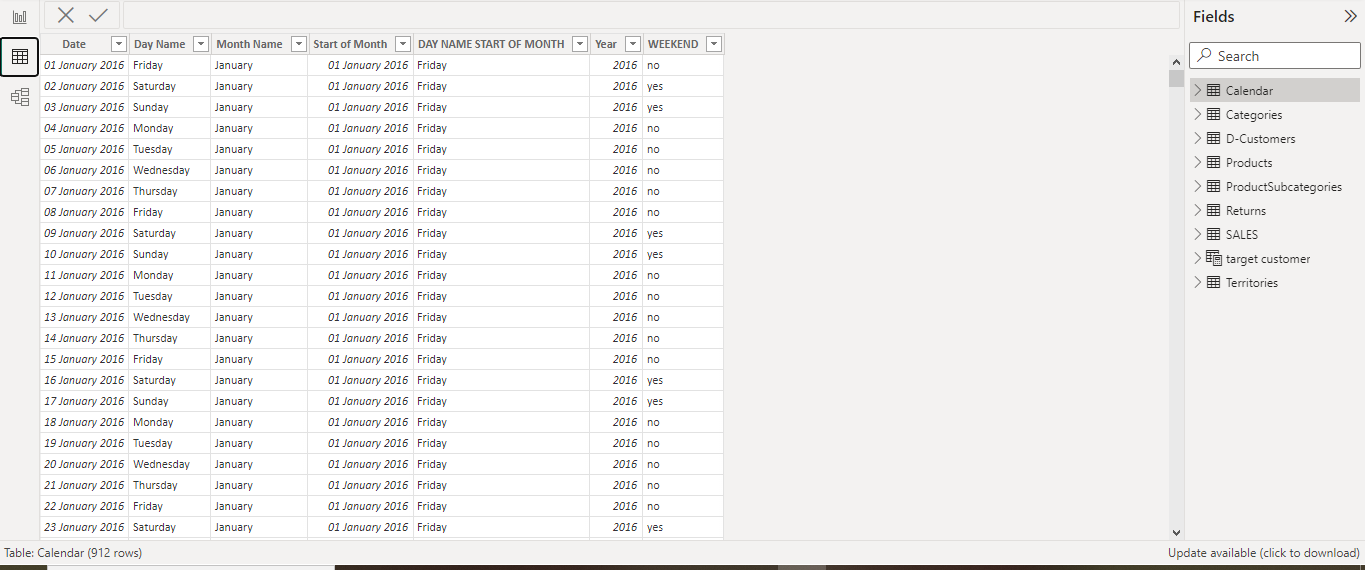 Fields
Date Day Name Month Name Start of Month DAY NAME START OF MONTH Year WEEKEND
Search
01 January 2016 Friday January 01 January 2016 Friday 2016 no
02 January 2016 Saturday January 01 January 2016 Friday 2016 yes
Calendar
03 January 2016 Sunday January 01 January 2016 Friday 2016 yes
Categories
04 January 2016 Monday January 01 January 2016 Friday 2016 no
D-Customers
05 January 2016 Tuesday January 01 January 2016 Friday 2016 no
Products
06 January 2016 Wednesday January 01 January 2016 Friday 2016 no
ProductSubcategories
07 January 2016 Thursday January 01 January 2016 Friday 2016 no
Returns
08 January 2016 Friday January 01 January 2016 Friday 2016 no
SALES
09 January 2016 Saturday January 01 January 2016 Friday 2016 yes
target customer
10 January 2016 Sunday January 01 January 2016 Friday 2016 yes
Territories
11 January 2016 Monday January 01 January 2016 Friday 2016 no
12 January 2016 Tuesday January 01 January 2016 Friday 2016 no
13 January 2016 Wednesday January 01 January 2016 Friday 2016 no
14 January 2016 Thursday January 01 January 2016 Friday 2016 no
15 January 2016 Friday January 01 January 2016 Friday 2016 no
16 January 2016 Saturday January 01 January 2016 Friday 2016 yes
17 January 2016 Sunday January 01 January 2016 Friday 2016 yes
18 January 2016 Monday January 01 January 2016 Friday 2016 no
19 January 2016 Tuesday January 01 January 2016 Friday 2016 no
20 January 2016 Wednesday January 01 January 2016 Friday 2016 no
21 January 2016 Thursday January 01 January 2016 Friday 2016 no
22 January 2016 Friday January 01 January 2016 Friday 2016 no
23 January 2016 Saturday January 01 January 2016 Friday 2016 yes
Table: Calendar (912 rows) Update available (click to download)